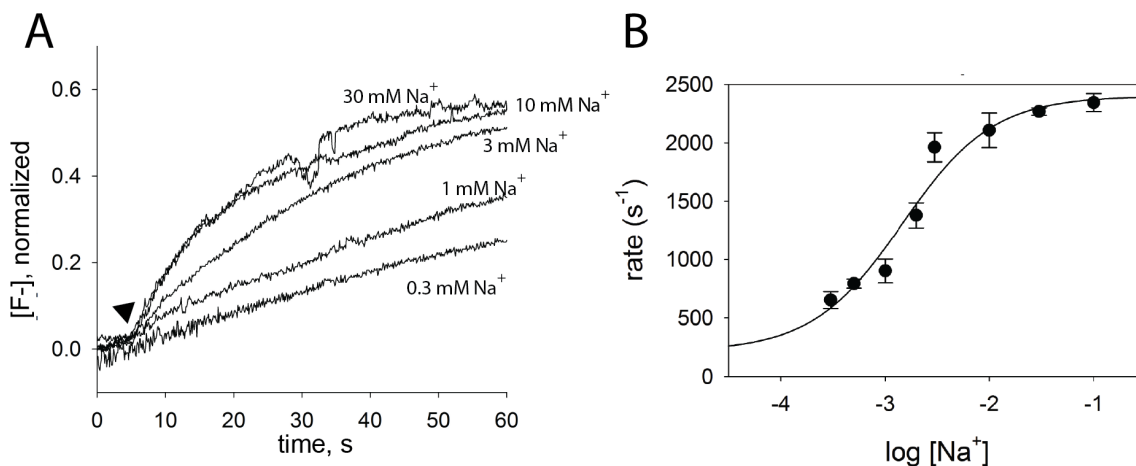 A
[F-], normalized
0.6
0.4
0.2
0.0
30 mM Na+
10 mM Na+
3 mM Na+
1 mM Na+
0.3 mM Na+
0 10 20 30 40 50 60
time, s
B
rate (s-1)
2500
2000
1500
1000
500
0
-4 -3 -2 -1
log [Na+]